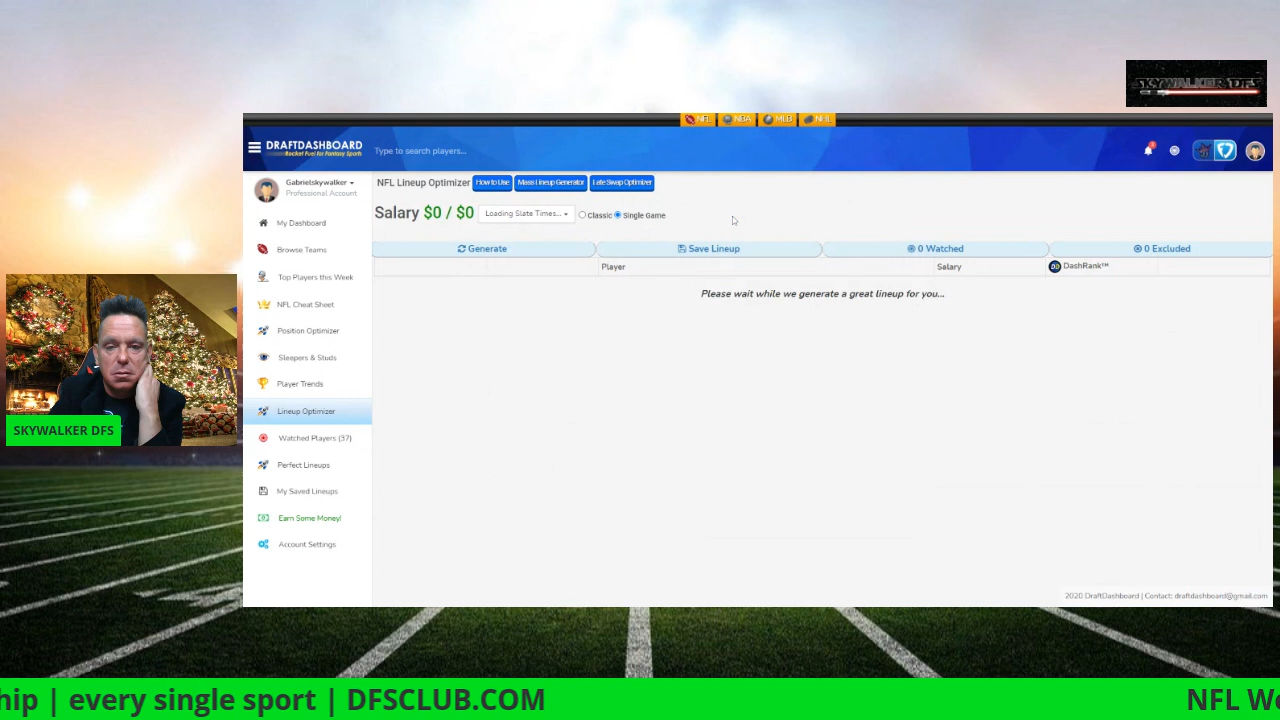 SKYWALKER DFS
NFL
NBA
MLB
NHL
DRAFTDASHBOARD
Rocket Fuel for Fantasy Sports
Type to search players...
Gabrielskywalker
Professional Account
NFL Lineup Optimizer
How to Use
Mass Lineup Generator
Late Swap Optimizer
Salary $0 / $0
Loading Slate Times...
Classic
Single Game
My Dashboard
Browse Teams
Top Players this Week
NFL Cheat Sheet
Position Optimizer
Sleepers & Studs
Player Trends
Lineup Optimizer
Watched Players (37)
Perfect Lineups
My Saved Lineups
Earn Some Money!
Account Settings
Generate
Save Lineup
0 Watched
0 Excluded
Player
Salary
DD DashRank™
Please wait while we generate a great lineup for you...
SKYWALKER DFS
2020 DraftDashboard | Contact: draftdashboard@gmail.com
hip | every single sport | DFSCLUB.COM
NFL We